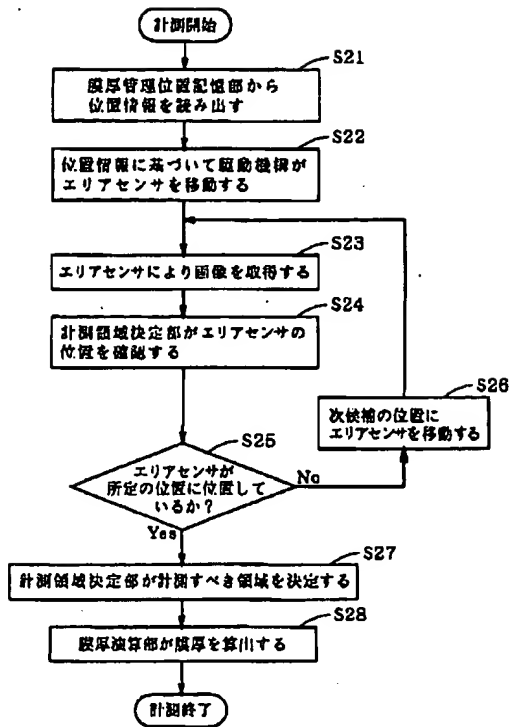 計測開始
S21
膜厚管理位置記憶部から
位置情報を読み出す
S22
位置情報に基づいて駆動機構が
エリアセンサを移動する
S23
エリアセンサにより画像を取得する
S24
計測領域決定部がエリアセンサの
位置を確認する
S26
次候補の位置に
エリアセンサを移動する
S25
エリアセンサが
所定の位置に位置して
いるか?
No
Yes
S27
計測領域決定部が計測すべき領域を決定する
S28
膜厚演算部が膜厚を算出する
計測終了